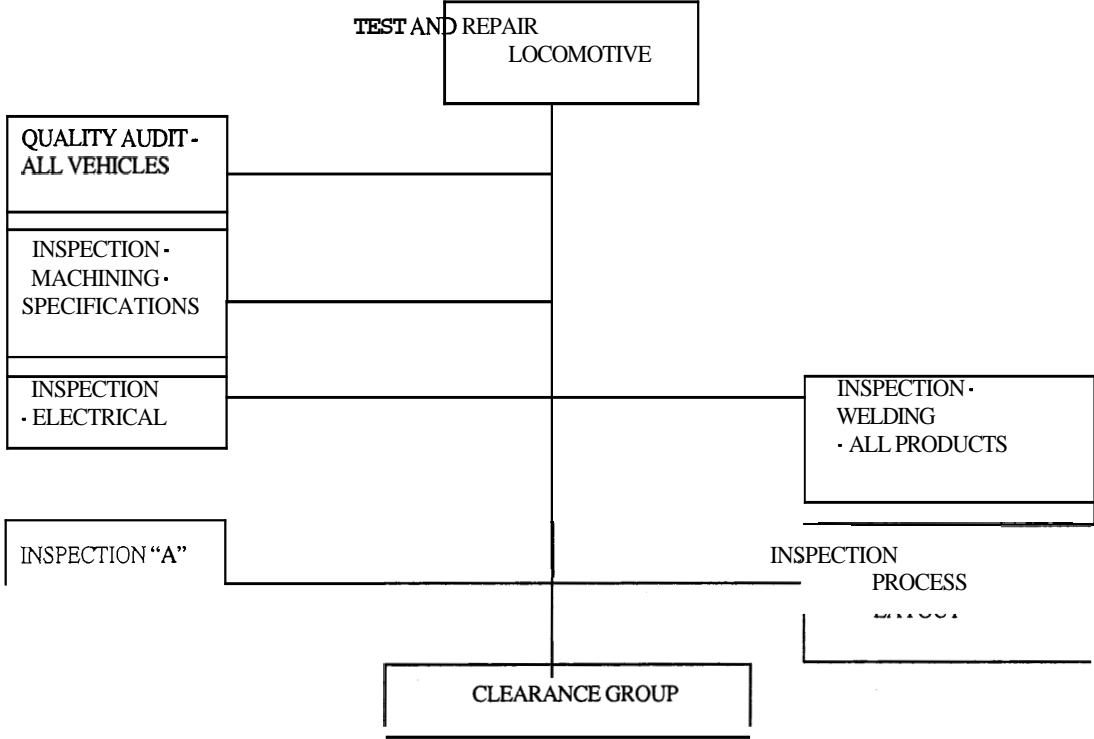 TEST AND REPAIR
LOCOMOTIVE
QUALITY AUDIT -
ALL VEHICLES
INSPECTION -
MACHINING -
SPECIFICATIONS
INSPECTION
- ELECTRICAL
INSPECTION -
WELDING
- ALL PRODUCTS
INSPECTION “A”
INSPECTION
PROCESS
CLEARANCE GROUP